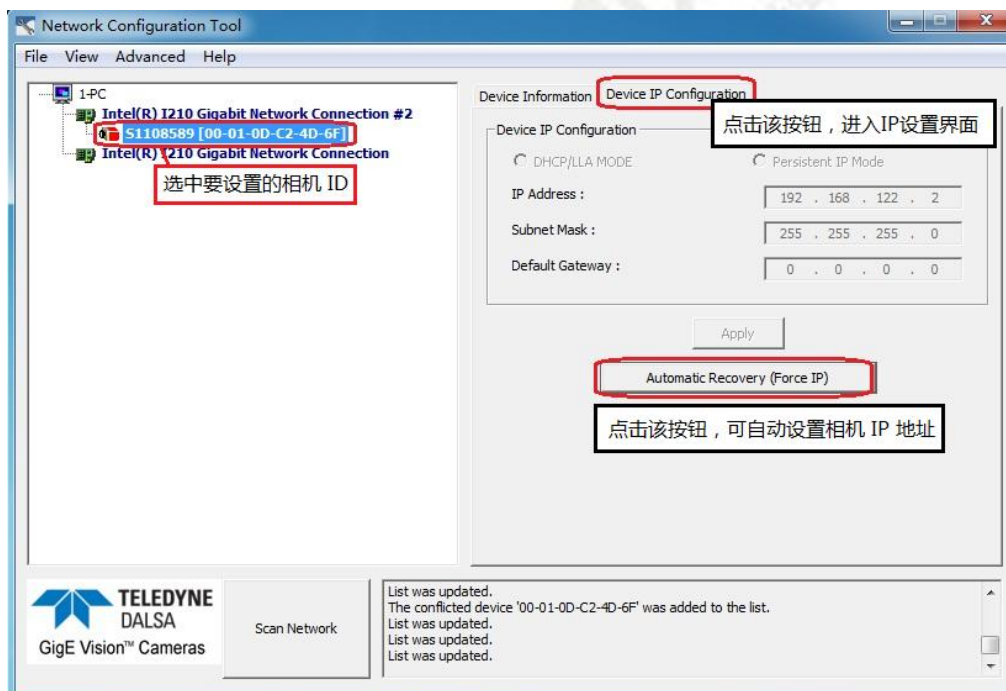 Network Configuration Tool
File View Advanced Help
1-PC
Intel(R) I210 Gigabit Network Connection #2
S1108589 [00-01-0D-C2-4D-6F]
Intel(R) I210 Gigabit Network Connection
选中要设置的相机 ID
Device Information Device IP Configuration
点击该按钮，进入IP设置界面
Device IP Configuration
DHCP/LLA MODE Persistent IP Mode
IP Address : 192 . 168 . 122 . 2
Subnet Mask : 255 . 255 . 255 . 0
Default Gateway : 0 . 0 . 0 . 0
Apply
Automatic Recovery (Force IP)
点击该按钮，可自动设置相机 IP 地址
TELEDYNE
DALSA
GigE Vision™ Cameras
Scan Network
List was updated.
The conflicted device '00-01-0D-C2-4D-6F' was added to the list.
List was updated.
List was updated.
List was updated.